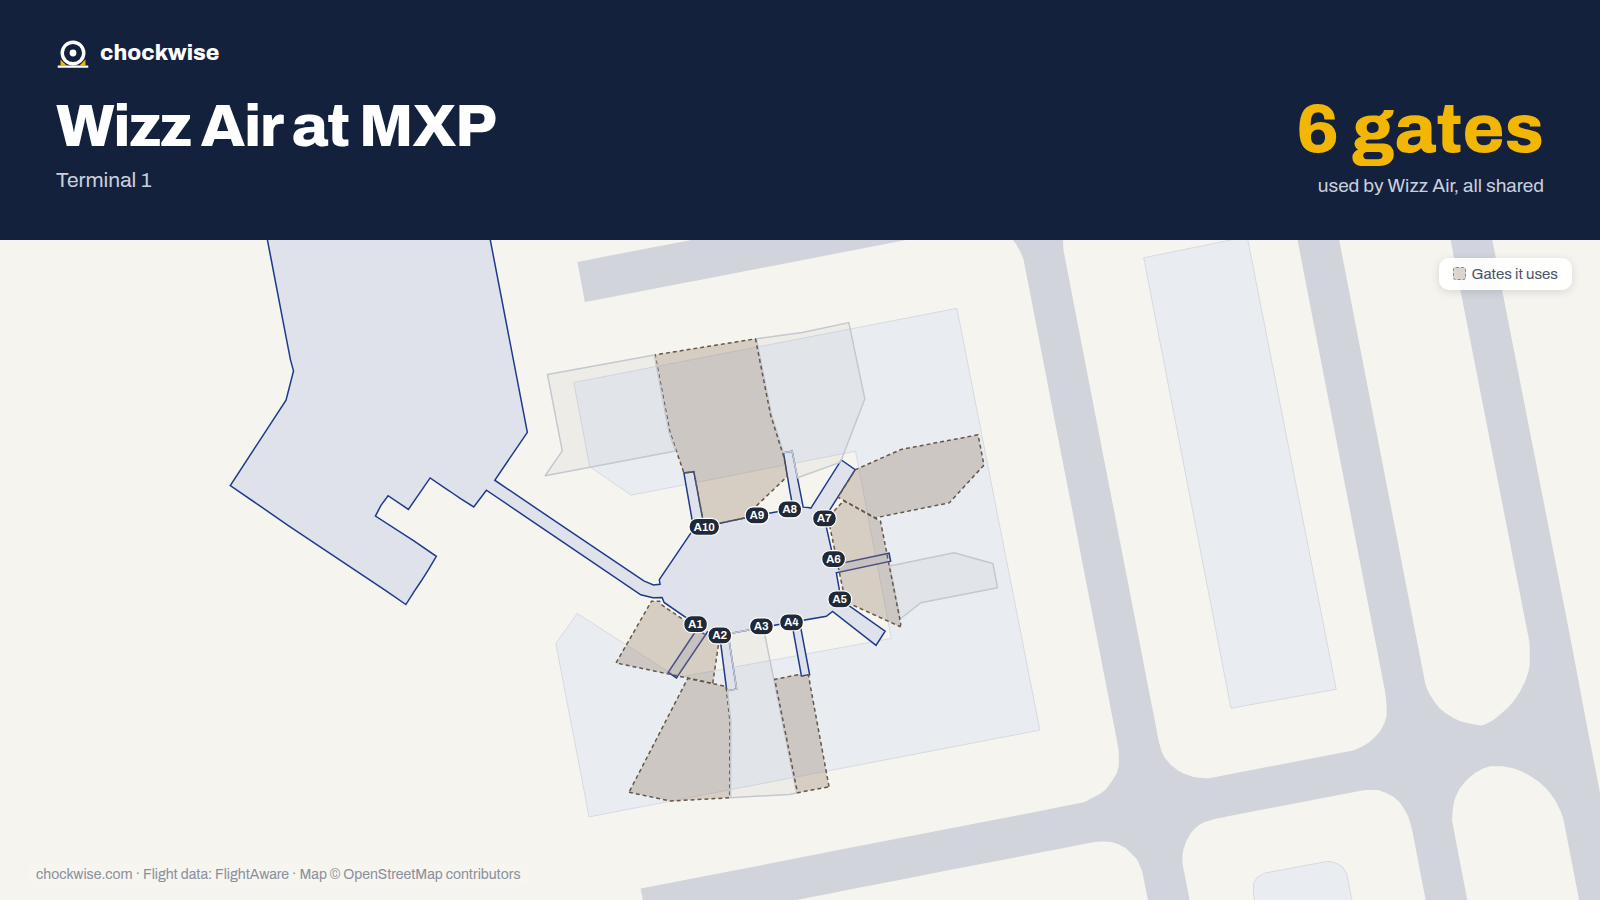 chockwise
Wizz Air at MXP
Terminal 1
6 gates
used by Wizz Air, all shared
Gates it uses
A10
A9
A8
A7
A6
A5
A1
A2
A3
A4
chockwise.com · Flight data: FlightAware · Map © OpenStreetMap contributors